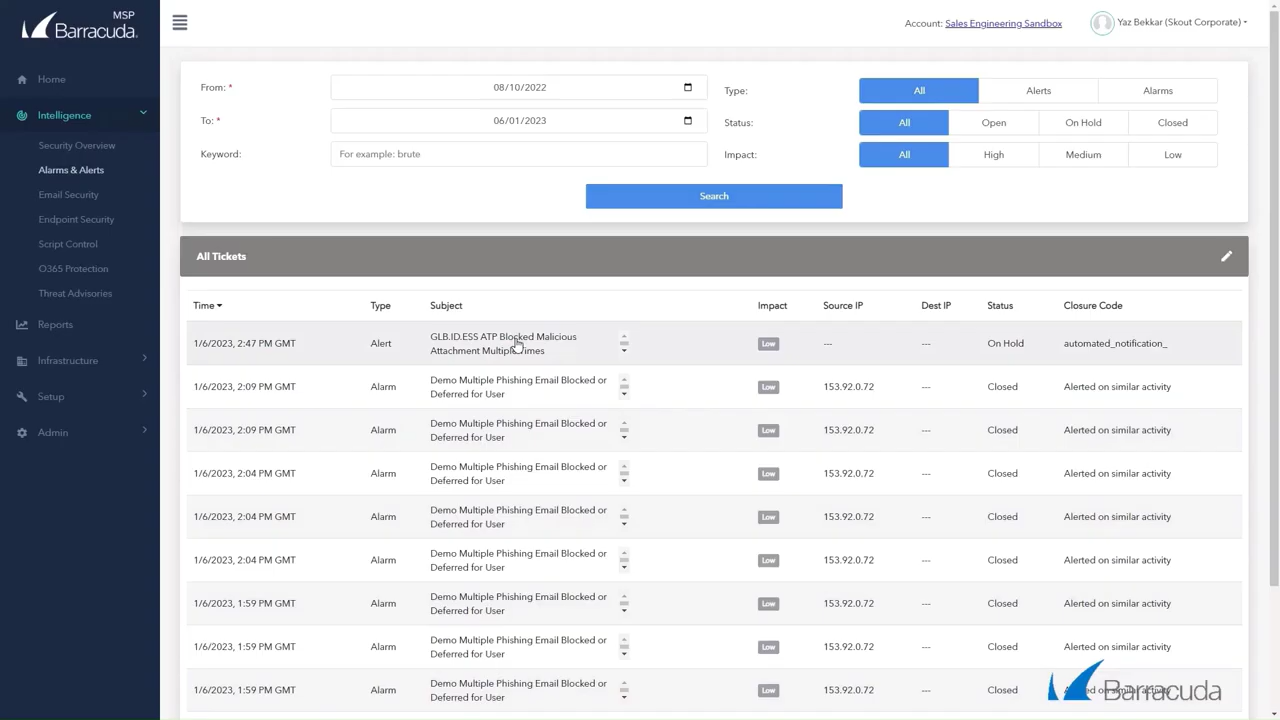 MSP
Barracuda
Account: Sales Engineering Sandbox
Yaz Bekkar (Skout Corporate)
Home
Intelligence
Security Overview
Alarms & Alerts
Email Security
Endpoint Security
Script Control
O365 Protection
Threat Advisories
Reports
Infrastructure
Setup
Admin
From: *
08/10/2022
To: *
06/01/2023
Keyword:
For example: brute
Type:
All Alerts Alarms
Status:
All Open On Hold Closed
Impact:
All High Medium Low
Search
All Tickets
Time Type Subject Impact Source IP Dest IP Status Closure Code
1/6/2023, 2:47 PM GMT Alert GLB.ID.ESS ATP Blocked Malicious
Attachment Multiple Times
Low --- --- On Hold automated_notification_
1/6/2023, 2:09 PM GMT Alarm Demo Multiple Phishing Email Blocked or
Deferred for User
Low 153.92.0.72 --- Closed Alerted on similar activity
1/6/2023, 2:09 PM GMT Alarm Demo Multiple Phishing Email Blocked or
Deferred for User
Low 153.92.0.72 --- Closed Alerted on similar activity
1/6/2023, 2:04 PM GMT Alarm Demo Multiple Phishing Email Blocked or
Deferred for User
Low 153.92.0.72 --- Closed Alerted on similar activity
1/6/2023, 2:04 PM GMT Alarm Demo Multiple Phishing Email Blocked or
Deferred for User
Low 153.92.0.72 --- Closed Alerted on similar activity
1/6/2023, 2:04 PM GMT Alarm Demo Multiple Phishing Email Blocked or
Deferred for User
Low 153.92.0.72 --- Closed Alerted on similar activity
1/6/2023, 1:59 PM GMT Alarm Demo Multiple Phishing Email Blocked or
Deferred for User
Low 153.92.0.72 --- Closed Alerted on similar activity
1/6/2023, 1:59 PM GMT Alarm Demo Multiple Phishing Email Blocked or
Deferred for User
Low 153.92.0.72 --- Closed Alerted on similar activity
1/6/2023, 1:59 PM GMT Alarm Demo Multiple Phishing Email Blocked or
Deferred for User
Low 153.92.0.72 --- Closed Alerted on similar activity
Barracuda